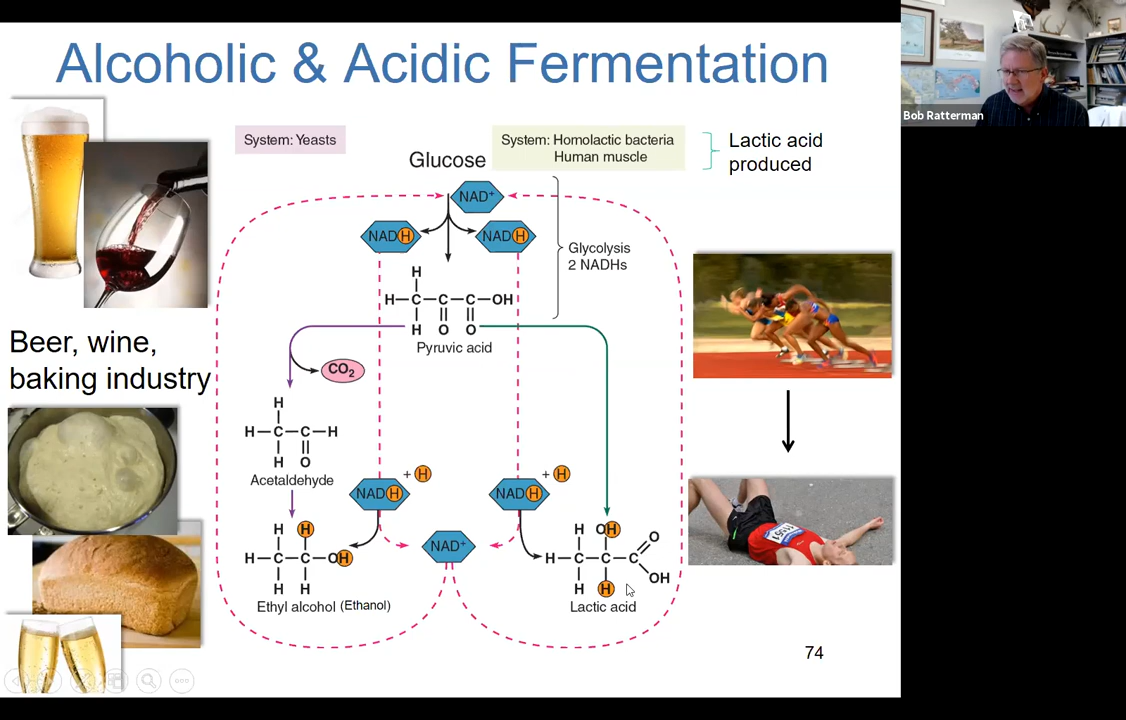 Alcoholic & Acidic Fermentation
Bob Ratterman
System: Yeasts
System: Homolactic bacteria
Human muscle
Lactic acid
produced
Glucose
NAD+
NADH
NADH
Glycolysis
2 NADHs
H
H—C—C—C—OH
H O O
Pyruvic acid
Beer, wine,
baking industry
CO2
H
H—C—C—H
H O
Acetaldehyde
NADH + H
NADH + H
H H
H—C—C—OH
H H
Ethyl alcohol (Ethanol)
NAD+
H OH O
H—C—C—C
H H OH
Lactic acid
74